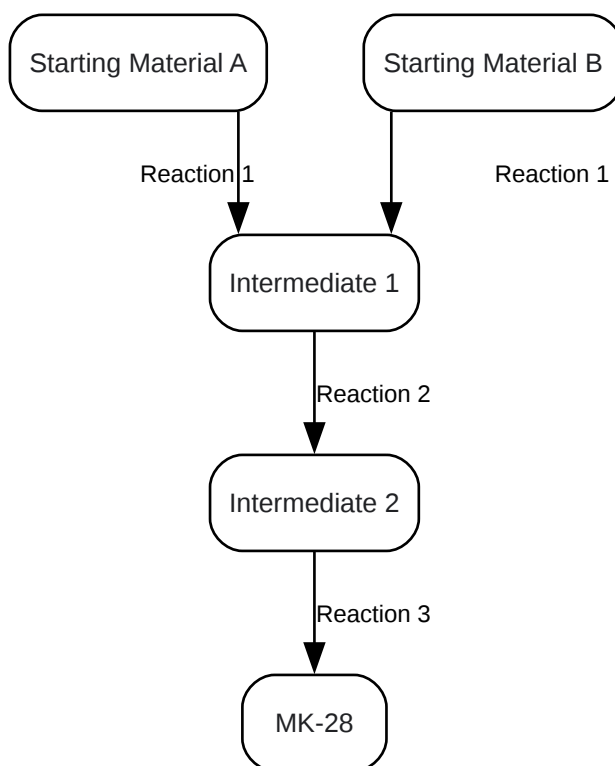 Starting Material A
Starting Material B
Reaction 1
Reaction 1
Intermediate 1
Reaction 2
Intermediate 2
Reaction 3
MK-28